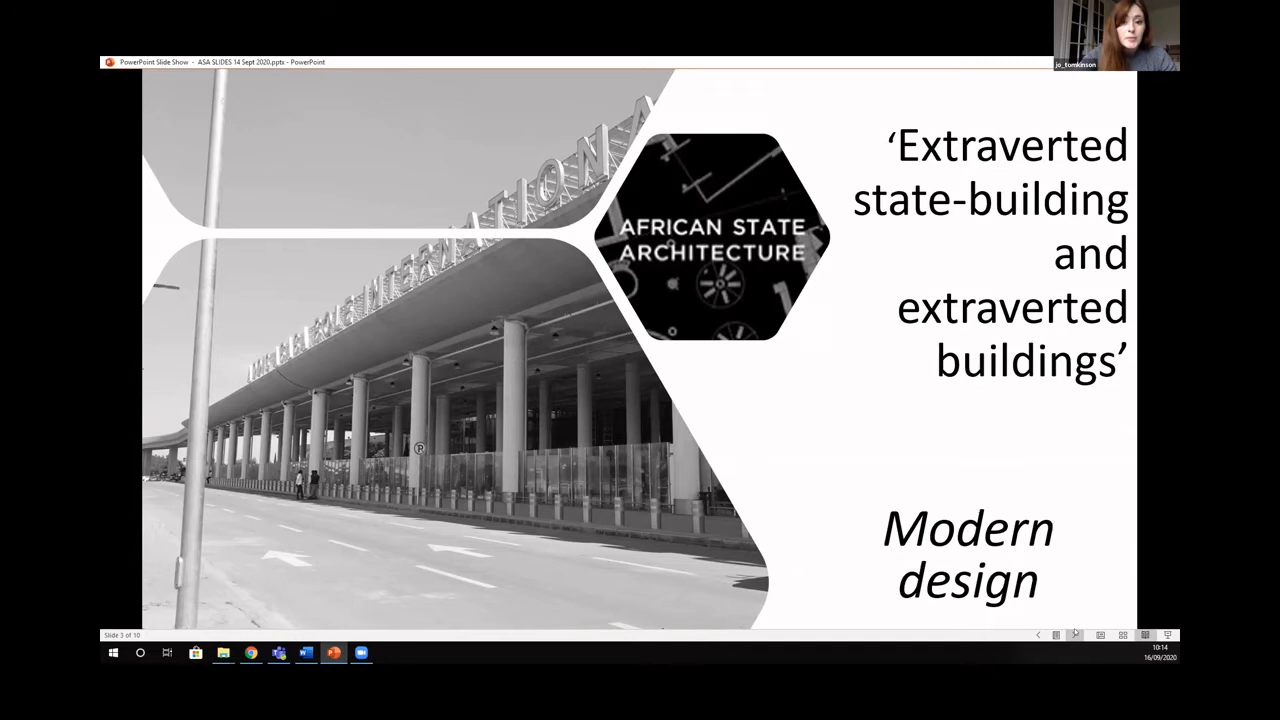 PowerPoint Slide Show - ASA SLIDES 14 Sept 2020.pptx - PowerPoint
jo_tomkinson
INTERNATIONA
AFRICAN STATE
ARCHITECTURE
‘Extraverted
state-building
and
extraverted
buildings’
Modern
design
Slide 3 of 10
10:14
16/09/2020